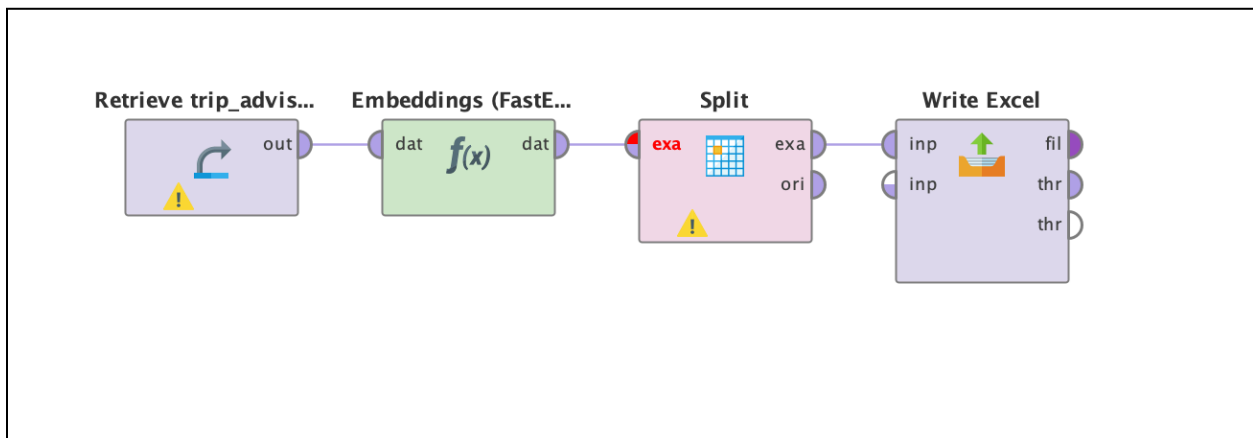 Retrieve trip_advis...
Embeddings (FastE...
Split
Write Excel
out
dat
dat
exa
exa
ori
inp
inp
fil
thr
thr
f(x)
!
!